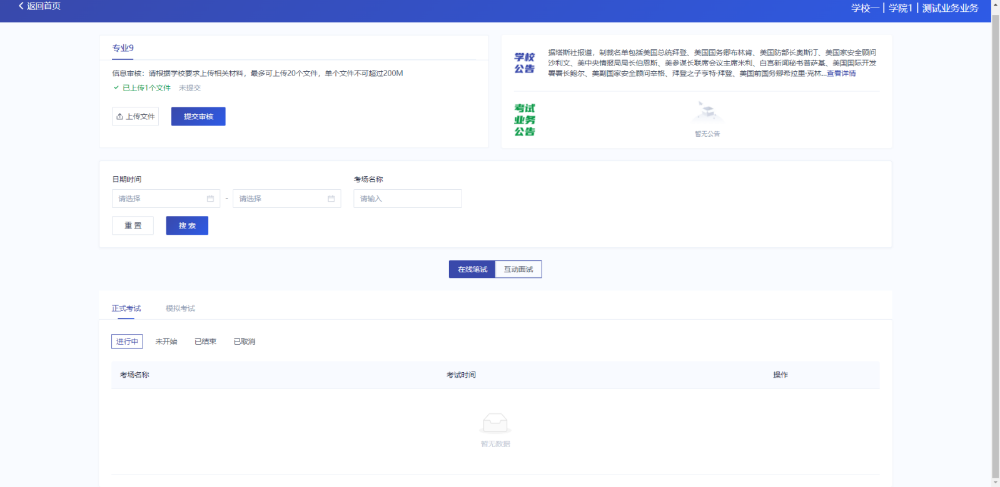 返回首页
学校一 | 学院1 | 测试业务业务
专业9
信息审核：请根据学校要求上传相关材料，最多可上传20个文件，单个文件不可超过200M
已上传1个文件 未提交
上传文件 提交审核
学校
公告
据塔斯社报道，制裁名单包括美国总统拜登、美国国务卿布林肯、美国防部长奥斯汀、美国家安全顾问
沙利文、美中央情报局局长伯恩斯、美参谋长联席会议主席米利、白宫新闻秘书普萨基、美国国际开发
署署长鲍尔、美副国家安全顾问辛格、拜登之子亨特·拜登、美国前国务卿希拉里·克林...查看详情
考试
业务
公告
暂无公告
日期时间 考场名称
请选择 - 请选择 请输入
重 置 搜 索
在线笔试 互动面试
正式考试 模拟考试
进行中 未开始 已结束 已取消
考场名称 考试时间 操作
暂无数据